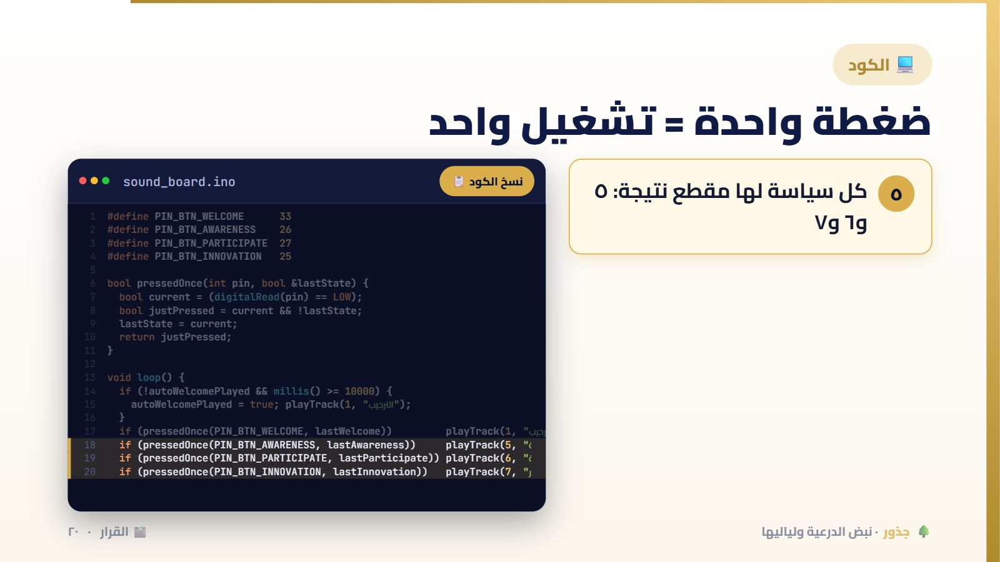 الكود
ضغطة واحدة = تشغيل واحد
٥
كل سياسة لها مقطع نتيجة: ٥
و٦ و٧
sound_board.ino
نسخ الكود
1 #define PIN_BTN_WELCOME      33
2 #define PIN_BTN_AWARENESS    26
3 #define PIN_BTN_PARTICIPATE  27
4 #define PIN_BTN_INNOVATION   25
5
6 bool pressedOnce(int pin, bool &lastState) {
7   bool current = (digitalRead(pin) == LOW);
8   bool justPressed = current && !lastState;
9   lastState = current;
10   return justPressed;
11 }
12
13 void loop() {
14   if (!autoWelcomePlayed && millis() >= 10000) {
15     autoWelcomePlayed = true; playTrack(1, "الترحيب");
16   }
17   if (pressedOnce(PIN_BTN_WELCOME, lastWelcome))         playTrack(1, "
18   if (pressedOnce(PIN_BTN_AWARENESS, lastAwareness))     playTrack(5, "
19   if (pressedOnce(PIN_BTN_PARTICIPATE, lastParticipate)) playTrack(6, "
20   if (pressedOnce(PIN_BTN_INNOVATION, lastInnovation))   playTrack(7, "
جذور · نبض الدرعية ولياليها
القرار · ٢٠